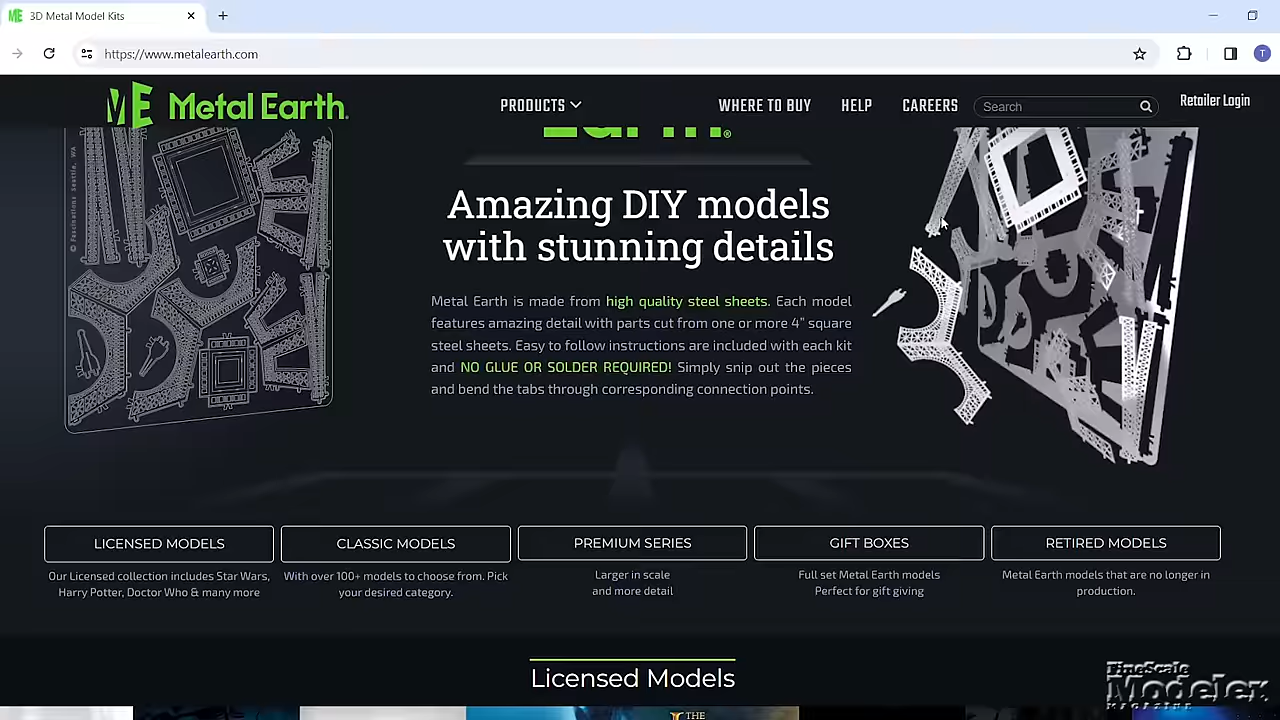 3D Metal Model Kits
https://www.metalearth.com
T
ME Metal Earth®
PRODUCTS
WHERE TO BUY
HELP
CAREERS
Search
Retailer Login
Earth®
© Fascinations Seattle, WA
Amazing DIY models
with stunning details
Metal Earth is made from high quality steel sheets. Each model
features amazing detail with parts cut from one or more 4” square
steel sheets. Easy to follow instructions are included with each kit
and NO GLUE OR SOLDER REQUIRED! Simply snip out the pieces
and bend the tabs through corresponding connection points.
LICENSED MODELS
Our Licensed collection includes Star Wars,
Harry Potter, Doctor Who & many more
CLASSIC MODELS
With over 100+ models to choose from. Pick
your desired category.
PREMIUM SERIES
Larger in scale
and more detail
GIFT BOXES
Full set Metal Earth models
Perfect for gift giving
RETIRED MODELS
Metal Earth models that are no longer in
production.
Licensed Models
THE
FineScale
Modeler
MAGAZINE